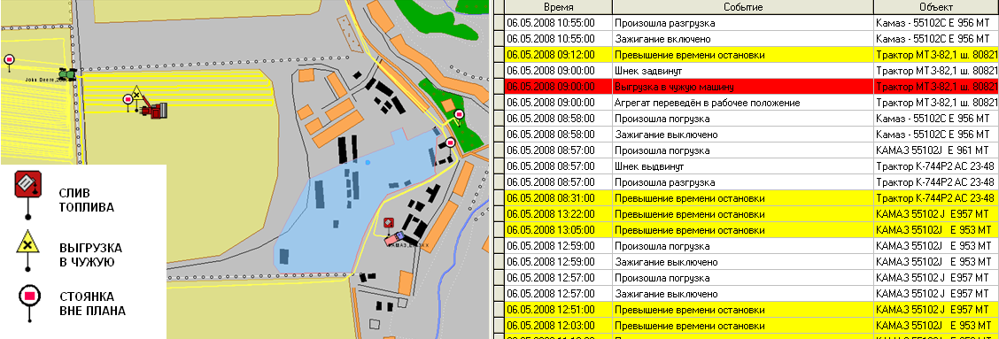 John Deere
СЛИВ
ТОПЛИВА
ВЫГРУЗКА
В ЧУЖУЮ
СТОЯНКА
ВНЕ ПЛАНА
Время Событие Объект
06.05.2008 10:55:00 Произошла разгрузка Камаз - 55102С Е 956 МТ
06.05.2008 10:55:00 Зажигание включено Камаз - 55102С Е 956 МТ
06.05.2008 09:12:00 Превышение времени остановки Трактор МТЗ-82,1 ш. 80821
06.05.2008 09:00:00 Шнек задвинут Трактор МТЗ-82,1 ш. 80821
06.05.2008 09:00:00 Выгрузка в чужую машину Трактор МТЗ-82,1 ш. 80821
06.05.2008 09:00:00 Агрегат переведён в рабочее положение Трактор МТЗ-82,1 ш. 80821
06.05.2008 08:58:00 Произошла погрузка Камаз - 55102С Е 956 МТ
06.05.2008 08:58:00 Зажигание выключено Камаз - 55102С Е 956 МТ
06.05.2008 08:57:00 Произошла погрузка КАМАЗ 55102J Е 961 МТ
06.05.2008 08:57:00 Шнек выдвинут Трактор К-744Р2 АС 23-48
06.05.2008 08:57:00 Произошла разгрузка Трактор К-744Р2 АС 23-48
06.05.2008 08:31:00 Превышение времени остановки Трактор К-744Р2 АС 23-48
06.05.2008 13:22:00 Превышение времени остановки КАМАЗ 55102 J Е957 МТ
06.05.2008 13:05:00 Превышение времени остановки КАМАЗ 55102J Е 953 МТ
06.05.2008 12:59:00 Произошла погрузка КАМАЗ 55102J Е 953 МТ
06.05.2008 12:59:00 Зажигание выключено КАМАЗ 55102J Е 953 МТ
06.05.2008 12:57:00 Произошла погрузка КАМАЗ 55102 J Е957 МТ
06.05.2008 12:57:00 Зажигание выключено КАМАЗ 55102 J Е957 МТ
06.05.2008 12:51:00 Превышение времени остановки КАМАЗ 55102 J Е957 МТ
06.05.2008 12:03:00 Превышение времени остановки КАМАЗ 55102J Е 953 МТ